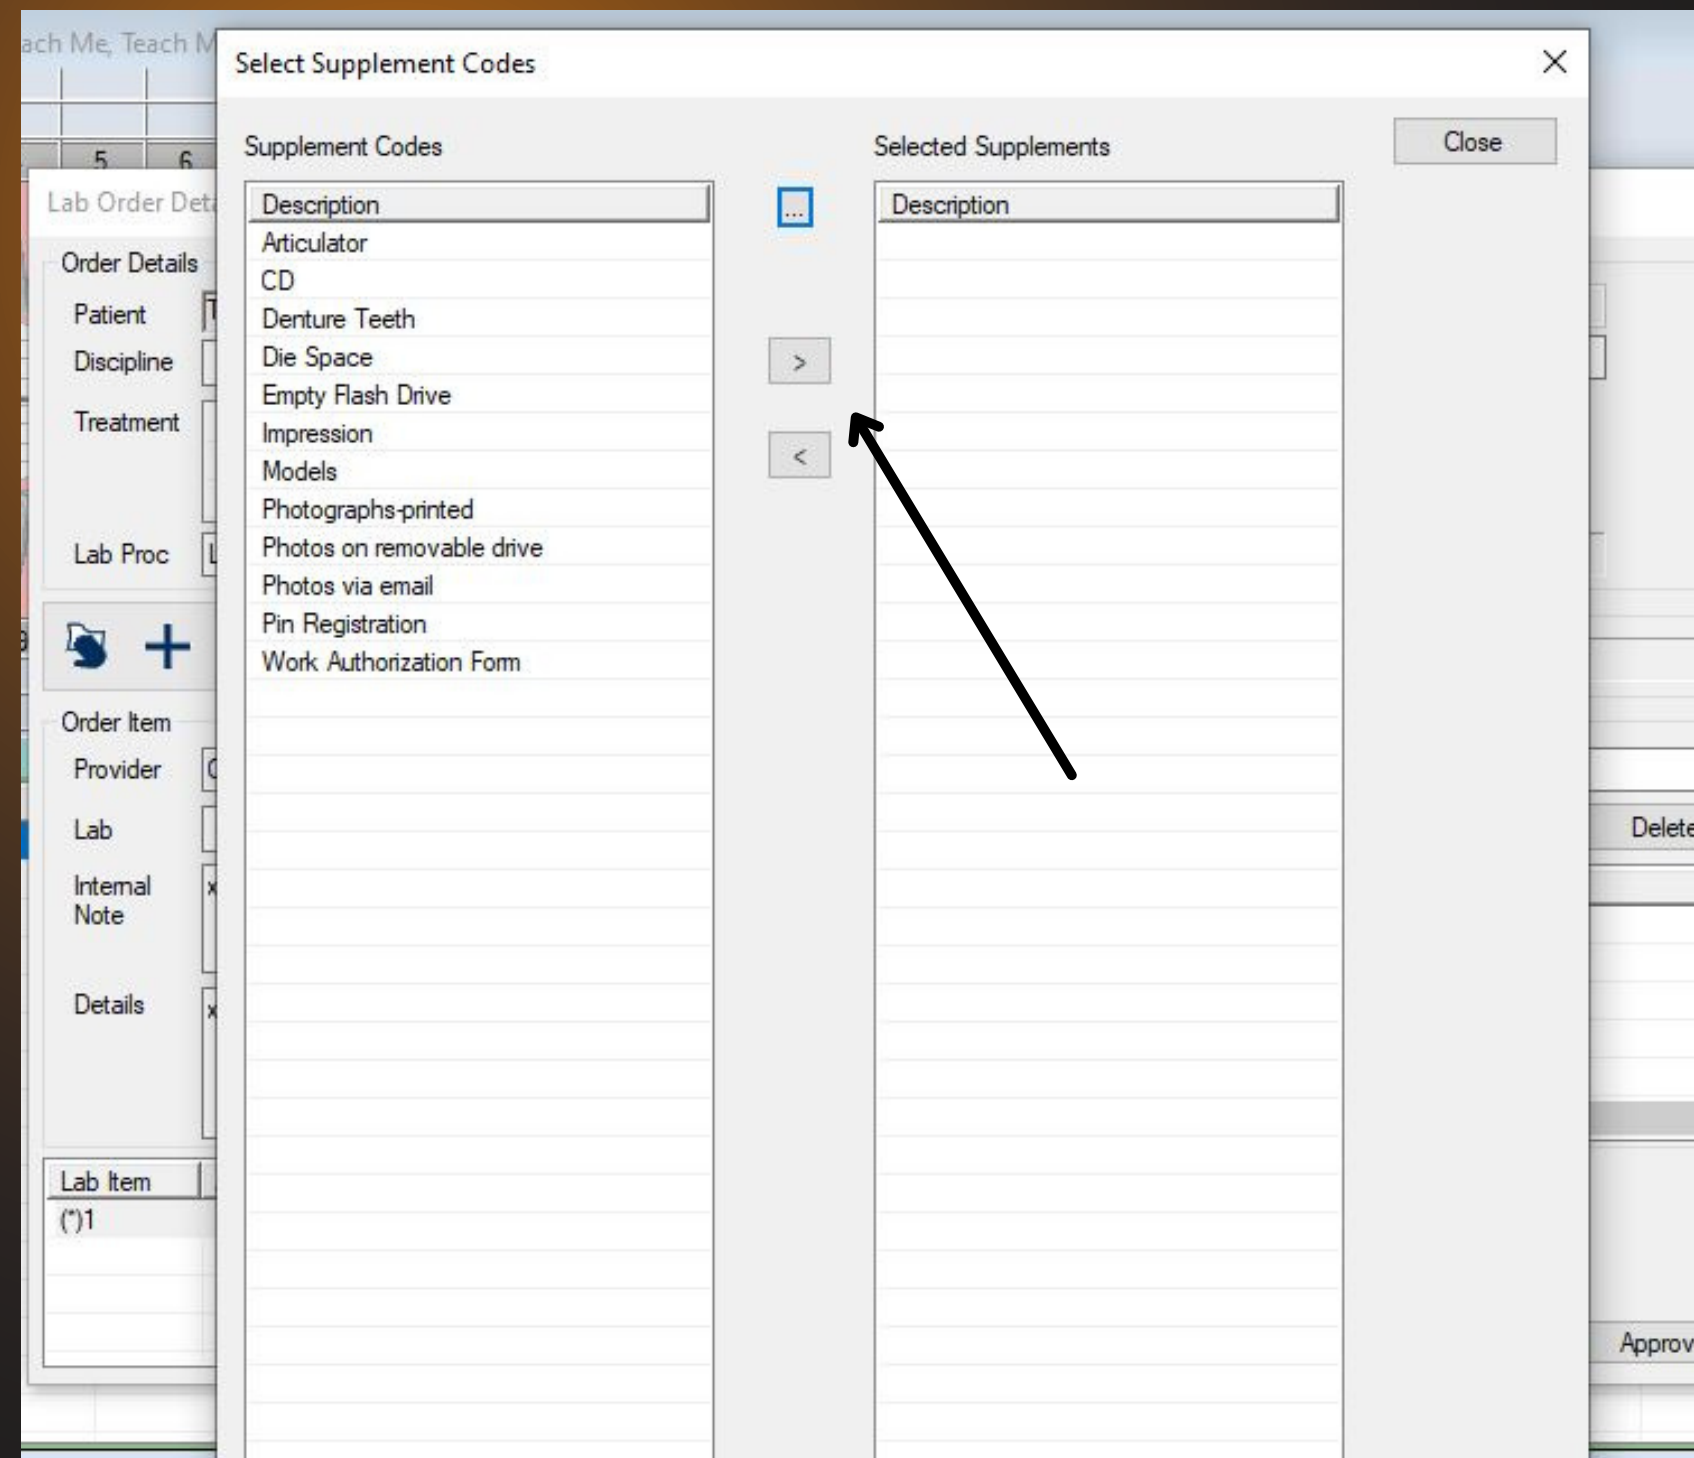 ach Me, Teach M
Select Supplement Codes
5 6
Supplement Codes
Selected Supplements
Close
Lab Order Deta
Description
...
Description
Articulator
CD
Denture Teeth
Die Space
Empty Flash Drive
Impression
Models
Photographs-printed
Photos on removable drive
Photos via email
Pin Registration
Work Authorization Form
>
<
Order Details
Patient
Discipline
Treatment
Lab Proc
Order Item
Provider
Lab
Internal
Note
x
Details
x
Delete
Lab Item
(*)1
Approv